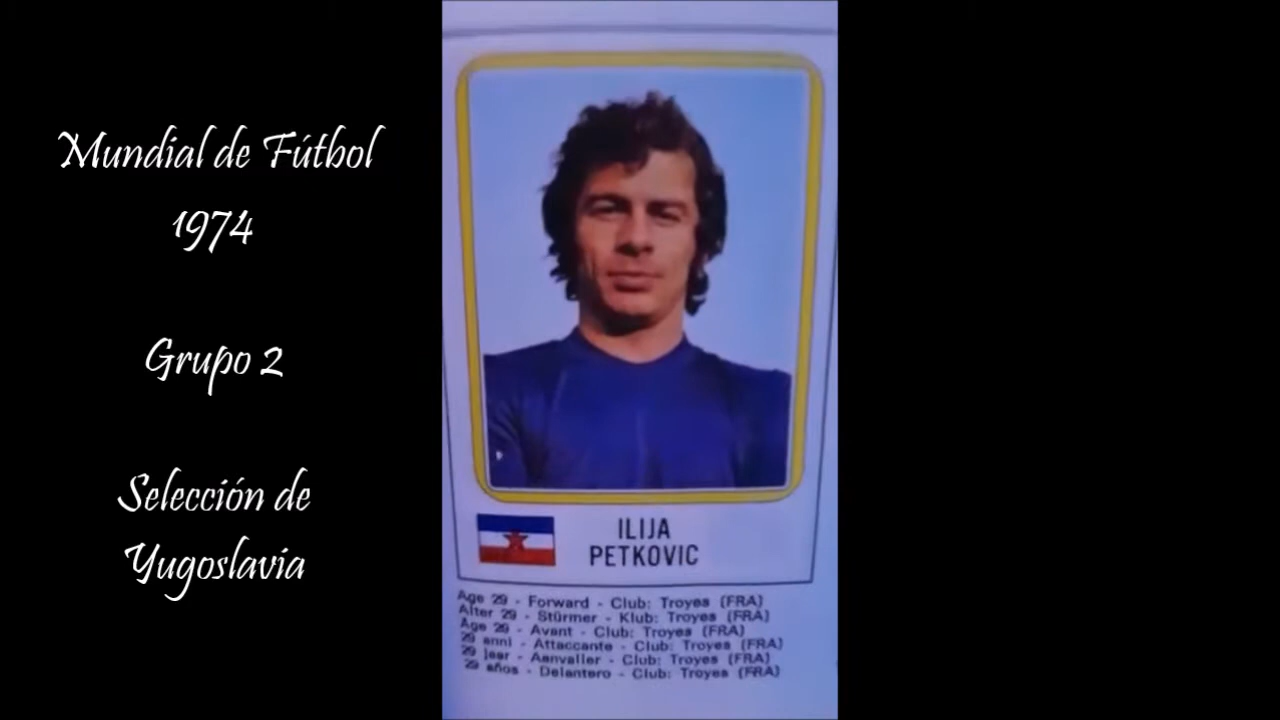 Mundial de Fútbol
1974
Grupo 2
Selección de
Yugoslavia
ILIJA
PETKOVIC
Age 29 - Forward - Club: Troyes (FRA)
Alter 29 - Stürmer - Klub: Troyes (FRA)
Age 29 - Avant - Club: Troyes (FRA)
29 anni - Attaccante - Club: Troyes (FRA)
29 jaar - Aanvaller - Club: Troyes (FRA)
29 años - Delantero - Club: Troyes (FRA)